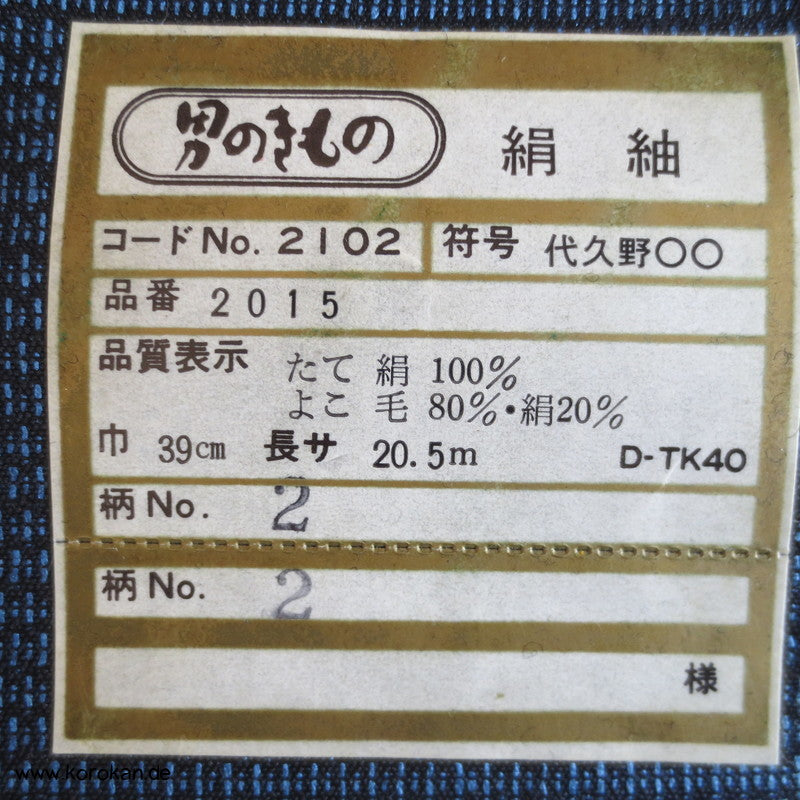 男のきもの 絹 紬
コードNo. 2102 符号 代久野〇〇
品番 2015
品質表示 たて 絹 100%
よこ 毛 80%・絹20%
巾 39cm 長サ 20.5m D-TK40
柄No. 2
柄No. 2
様
www.korokan.de